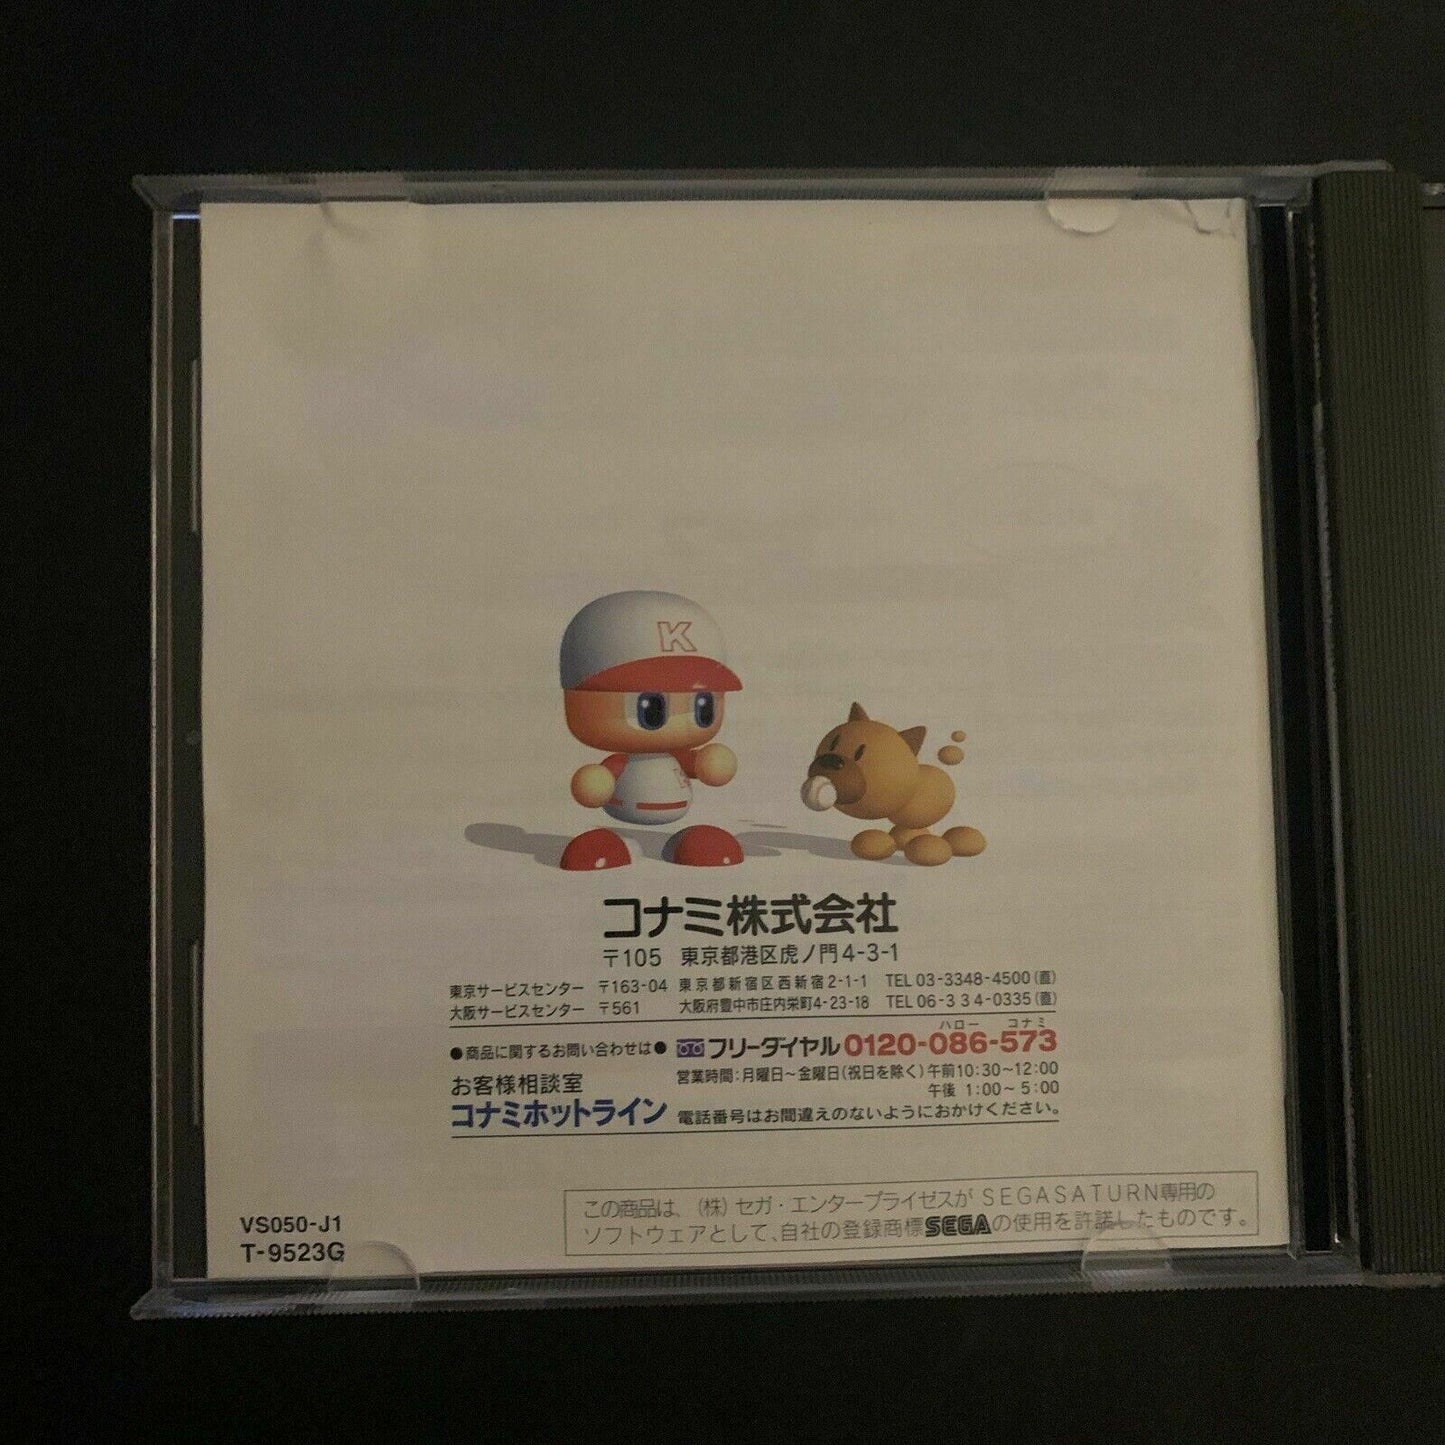 K
コナミ株式会社
〒105 東京都港区虎ノ門4-3-1
東京サービスセンター 〒163-04 東京都新宿区西新宿2-1-1 TEL 03-3348-4500(直)
大阪サービスセンター 〒561 大阪府豊中市庄内栄町4-23-18 TEL 06-334-0335(直)
ハロー コナミ
●商品に関するお問い合わせは● フリーダイヤル0120-086-573
お客様相談室 営業時間:月曜日~金曜日(祝日を除く)午前10:30~12:00
午後 1:00~5:00
コナミホットライン 電話番号はお間違えのないようにおかけください。
この商品は、(株)セガ・エンタープライゼスがSEGASATURN専用の
ソフトウェアとして、自社の登録商標SEGAの使用を許諾したものです。
VS050-J1
T-9523G